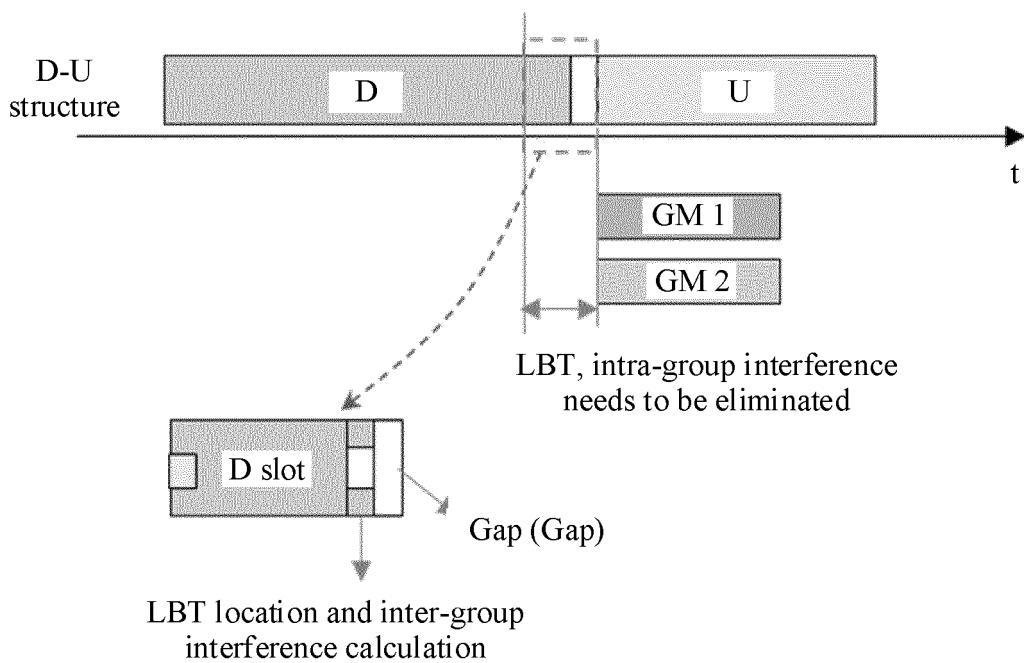 D-U
structure
D
U
t
GM 1
GM 2
LBT, intra-group interference
needs to be eliminated
D slot
Gap (Gap)
LBT location and inter-group
interference calculation